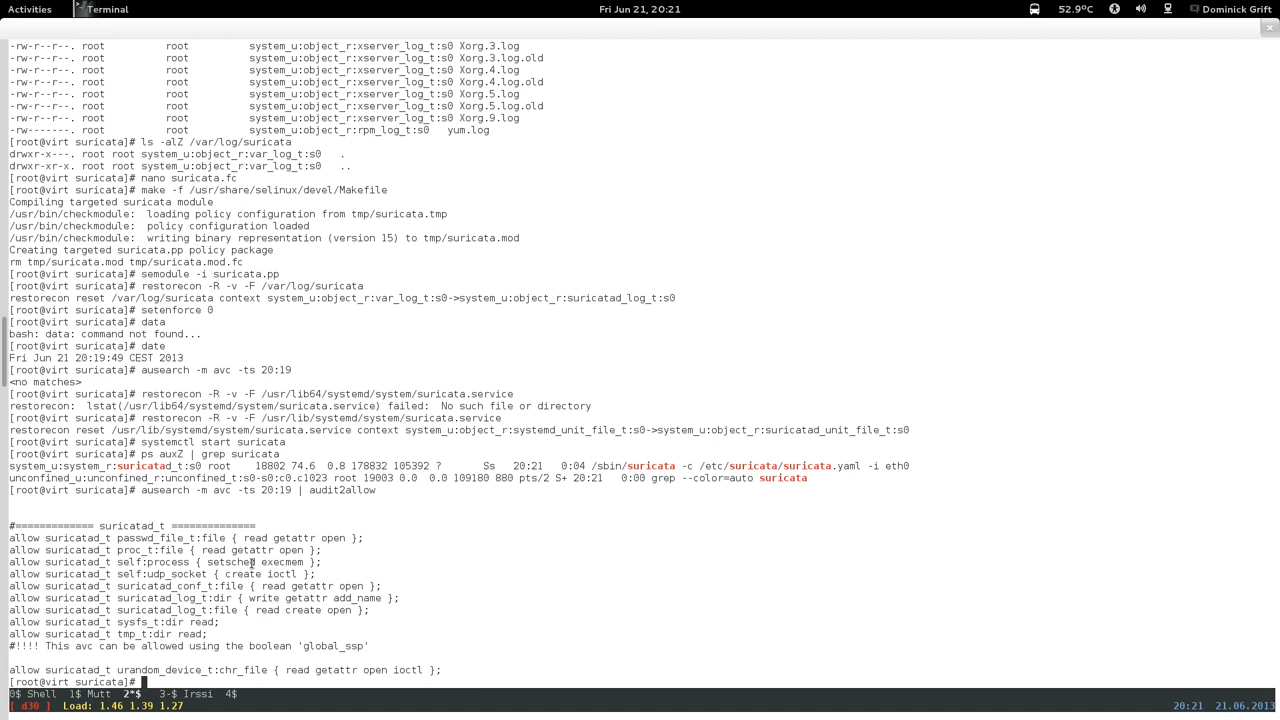 Activities
Terminal
Fri Jun 21, 20:21
52.9°C
Dominick Grift
-rw-r--r--. root root system_u:object_r:xserver_log_t:s0 Xorg.3.log
-rw-r--r--. root root system_u:object_r:xserver_log_t:s0 Xorg.3.log.old
-rw-r--r--. root root system_u:object_r:xserver_log_t:s0 Xorg.4.log
-rw-r--r--. root root system_u:object_r:xserver_log_t:s0 Xorg.4.log.old
-rw-r--r--. root root system_u:object_r:xserver_log_t:s0 Xorg.5.log
-rw-r--r--. root root system_u:object_r:xserver_log_t:s0 Xorg.5.log.old
-rw-r--r--. root root system_u:object_r:xserver_log_t:s0 Xorg.9.log
-rw-------. root root system_u:object_r:rpm_log_t:s0 yum.log
[root@virt suricata]# ls -alZ /var/log/suricata
drwxr-x---. root root system_u:object_r:var_log_t:s0 .
drwxr-xr-x. root root system_u:object_r:var_log_t:s0 ..
[root@virt suricata]# nano suricata.fc
[root@virt suricata]# make -f /usr/share/selinux/devel/Makefile
Compiling targeted suricata module
/usr/bin/checkmodule: loading policy configuration from tmp/suricata.tmp
/usr/bin/checkmodule: policy configuration loaded
/usr/bin/checkmodule: writing binary representation (version 15) to tmp/suricata.mod
Creating targeted suricata.pp policy package
rm tmp/suricata.mod tmp/suricata.mod.fc
[root@virt suricata]# semodule -i suricata.pp
[root@virt suricata]# restorecon -R -v -F /var/log/suricata
restorecon reset /var/log/suricata context system_u:object_r:var_log_t:s0->system_u:object_r:suricatad_log_t:s0
[root@virt suricata]# setenforce 0
[root@virt suricata]# data
bash: data: command not found...
[root@virt suricata]# date
Fri Jun 21 20:19:49 CEST 2013
[root@virt suricata]# ausearch -m avc -ts 20:19
<no matches>
[root@virt suricata]# restorecon -R -v -F /usr/lib64/systemd/system/suricata.service
restorecon: lstat(/usr/lib64/systemd/system/suricata.service) failed: No such file or directory
[root@virt suricata]# restorecon -R -v -F /usr/lib/systemd/system/suricata.service
restorecon reset /usr/lib/systemd/system/suricata.service context system_u:object_r:systemd_unit_file_t:s0->system_u:object_r:suricatad_unit_file_t:s0
[root@virt suricata]# systemctl start suricata
[root@virt suricata]# ps auxZ | grep suricata
system_u:system_r:suricatad_t:s0 root 18802 74.6 0.8 178832 105392 ? Ss 20:21 0:04 /sbin/suricata -c /etc/suricata/suricata.yaml -i eth0
unconfined_u:unconfined_r:unconfined_t:s0-s0:c0.c1023 root 19003 0.0 0.0 109180 880 pts/2 S+ 20:21 0:00 grep --color=auto suricata
[root@virt suricata]# ausearch -m avc -ts 20:19 | audit2allow
#============= suricatad_t ==============
allow suricatad_t passwd_file_t:file { read getattr open };
allow suricatad_t proc_t:file { read getattr open };
allow suricatad_t self:process { setsched execmem };
allow suricatad_t self:udp_socket { create ioctl };
allow suricatad_t suricatad_conf_t:file { read getattr open };
allow suricatad_t suricatad_log_t:dir { write getattr add_name };
allow suricatad_t suricatad_log_t:file { read create open };
allow suricatad_t sysfs_t:dir read;
allow suricatad_t tmp_t:dir read;
#!!!! This avc can be allowed using the boolean 'global_ssp'
allow suricatad_t urandom_device_t:chr_file { read getattr open ioctl };
[root@virt suricata]#
0$ Shell 1$ Mutt 2*$ 3-$ Irssi 4$
[ d30 ] Load: 1.46 1.39 1.27 20:21 21.06.2013